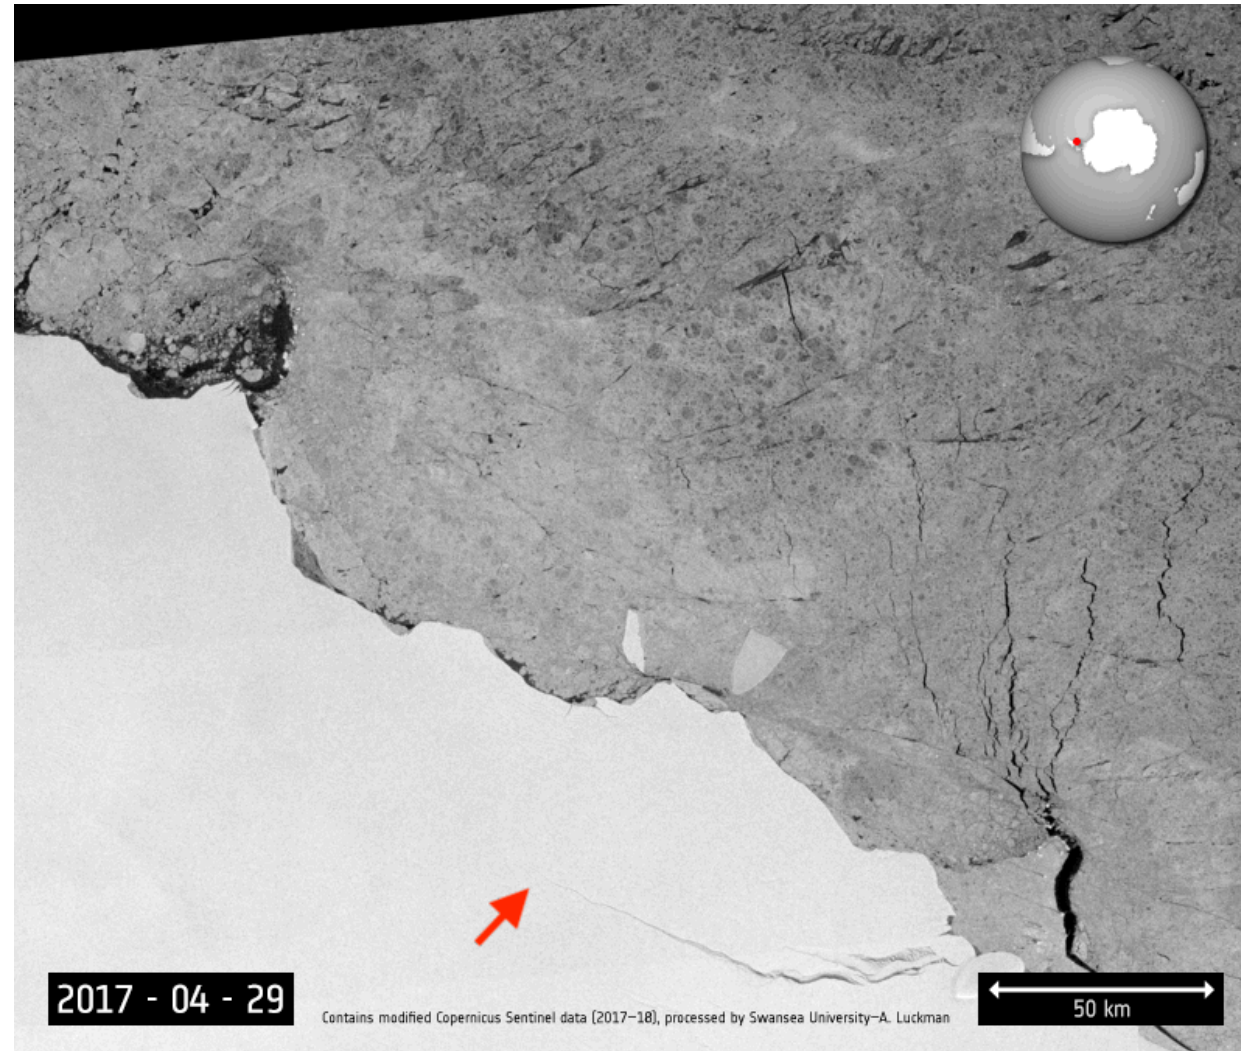 2017 - 04 - 29
Contains modified Copernicus Sentinel data (2017–18), processed by Swansea University–A. Luckman
50 km